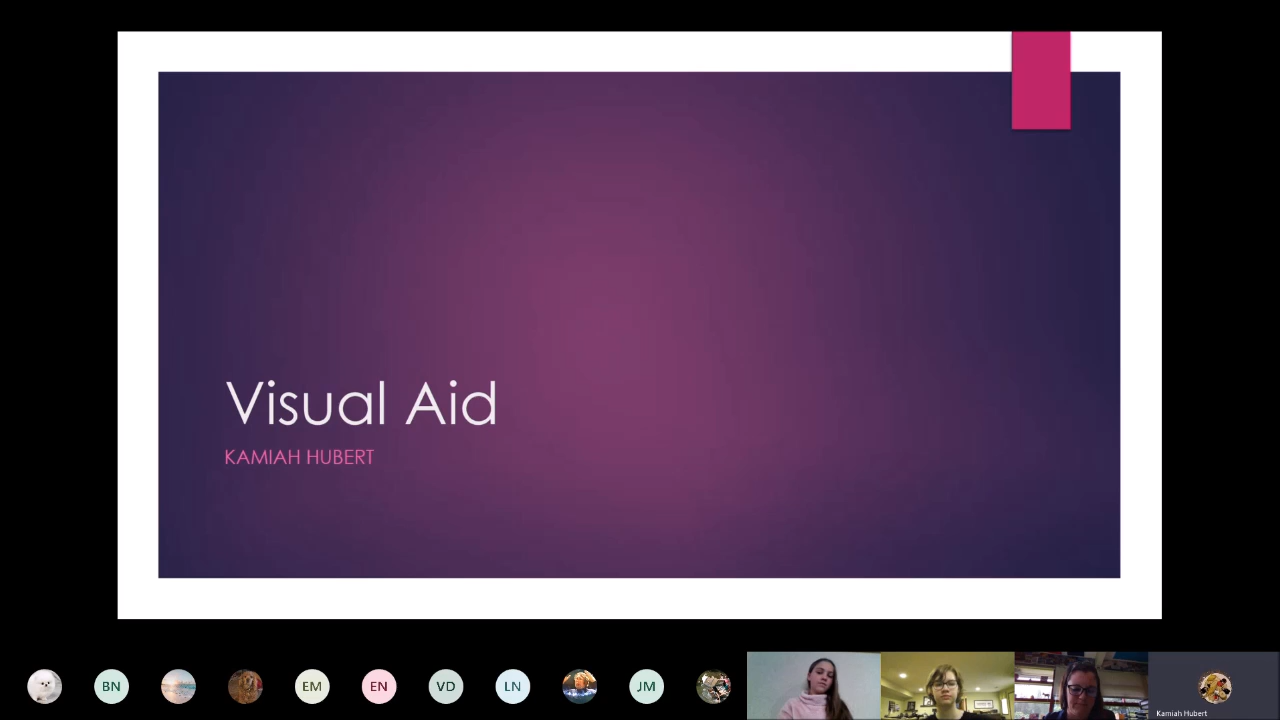 Visual Aid
KAMIAH HUBERT
BN
EM
EN
VD
LN
JM
Kamiah Hubert